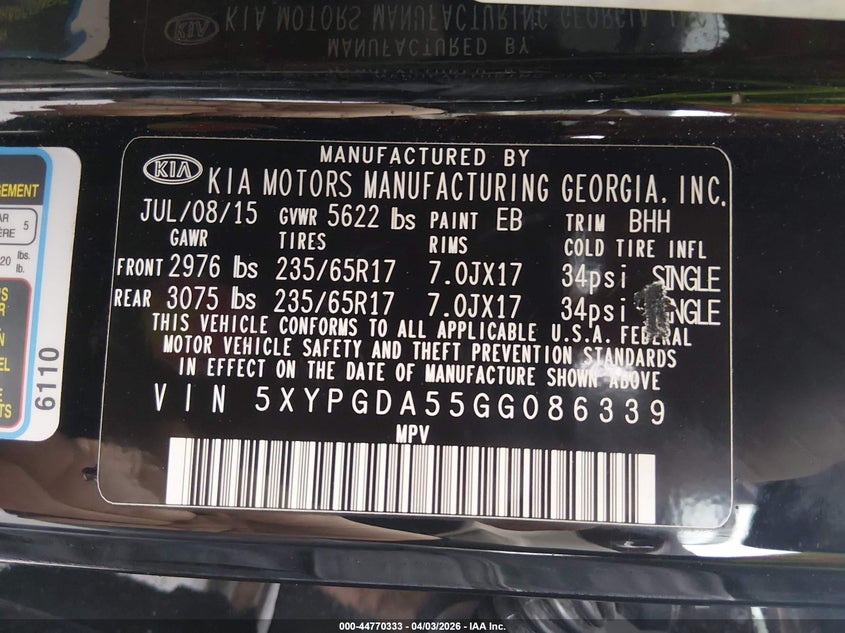 KIA MOTORS MANUFACTURING GEORGIA, INC.
MANUFACTURED BY
MANUFACTURED BY
KIA
KIA MOTORS MANUFACTURING GEORGIA, INC.
JUL/08/15 GVWR 5622 lbs PAINT EB TRIM BHH
GAWR TIRES RIMS COLD TIRE INFL
FRONT 2976 lbs 235/65R17 7.0JX17 34psi SINGLE
REAR 3075 lbs 235/65R17 7.0JX17 34psi SINGLE
THIS VEHICLE CONFORMS TO ALL APPLICABLE U.S.A. FEDERAL
MOTOR VEHICLE SAFETY AND THEFT PREVENTION STANDARDS
IN EFFECT ON THE DATE OF MANUFACTURE SHOWN ABOVE
VIN 5XYPGDA55GG086339
MPV
5
lbs.
lb.
6110
000-44770333 - 04/03/2026 - IAA Inc.